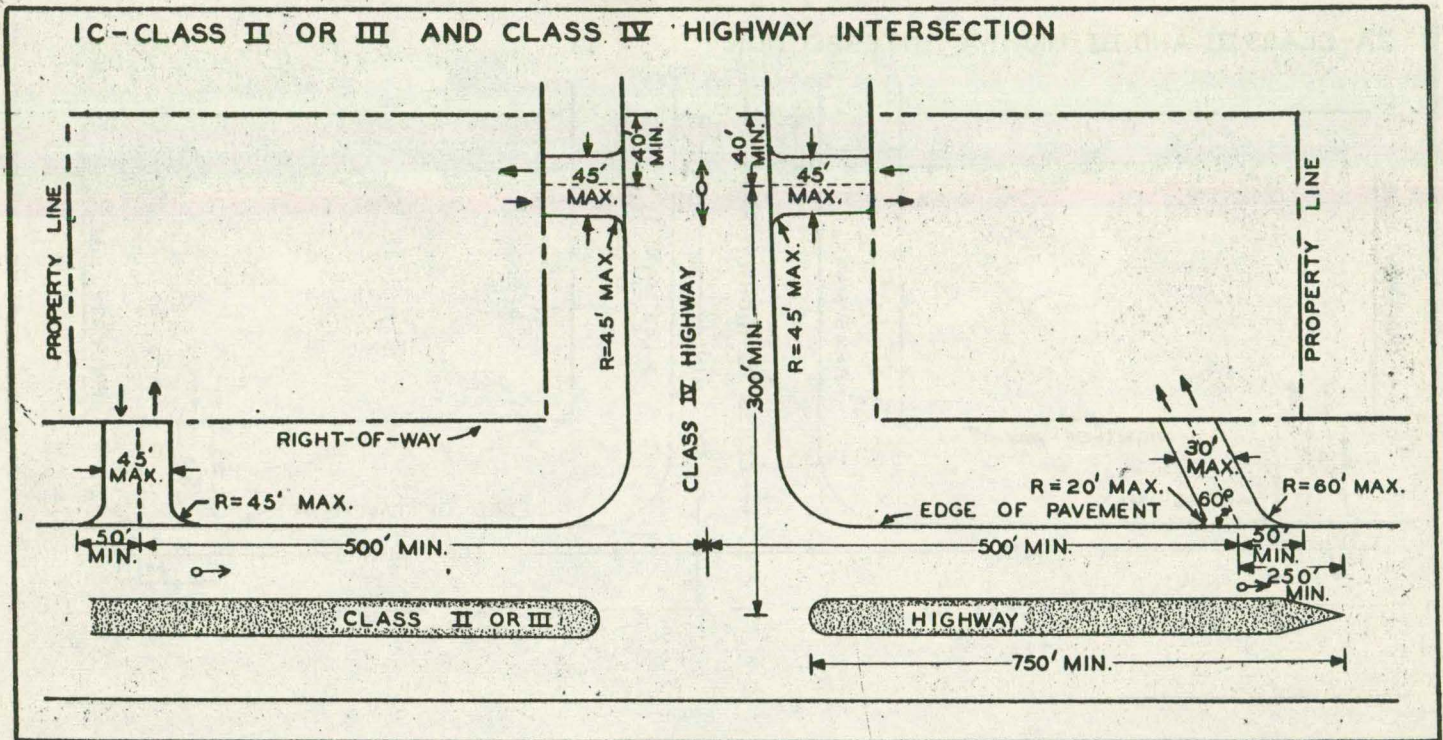 1C-CLASS II OR III AND CLASS IV HIGHWAY INTERSECTION
40'
MIN.
40'
MIN.
45'
MAX.
45'
MAX.
PROPERTY LINE
PROPERTY LINE
R=45' MAX.
R=45' MAX.
CLASS IV HIGHWAY
300' MIN.
RIGHT-OF-WAY
45'
MAX.
R=45' MAX.
30'
MAX.
R=20' MAX.
60°
R=60' MAX.
EDGE OF PAVEMENT
50'
MIN.
500' MIN.
500' MIN.
50'
MIN.
250'
MIN.
CLASS II OR III
HIGHWAY
750' MIN.